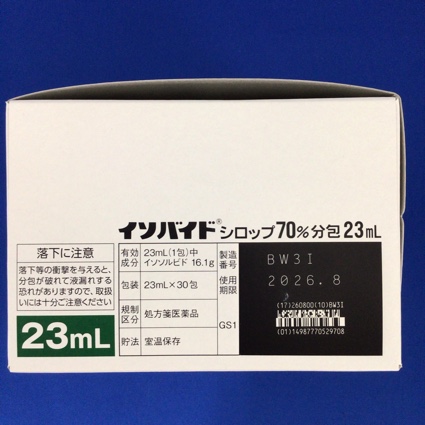 イソバイド®シロップ70%分包23mL
落下に注意
落下等の衝撃を与えると、
分包が破れて液漏れする
恐れがありますので、取扱
いには十分ご注意ください
23mL
有効成分 23mL(1包)中
イソソルビド 16.1g
包装 23mL×30包
規制区分 処方箋医薬品
貯法 室温保存
製造番号 BW3I
使用期限 2026.8
GS1
(17)260800(10)BW3I
(01)14987770529708